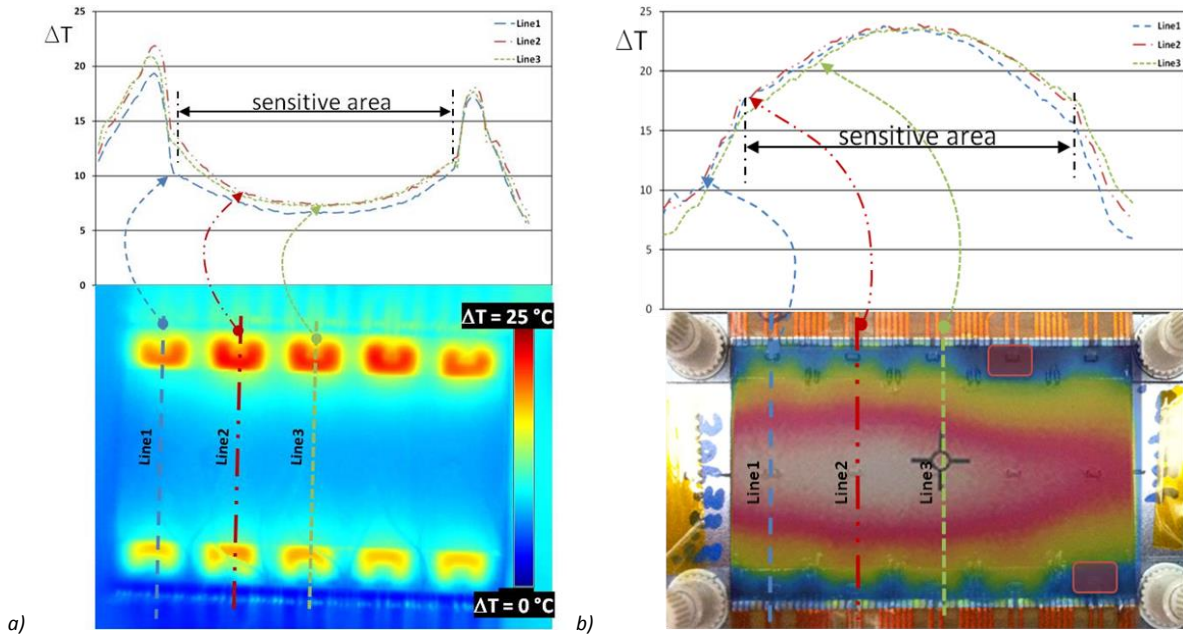 ΔT
25
20
15
10
5
0
Line1
Line2
Line3
sensitive area
ΔT = 25 °C
Line1
Line2
Line3
ΔT = 0 °C
a)
ΔT
25
20
15
10
5
0
Line1
Line2
Line3
sensitive area
Line1
Line2
Line3
b)